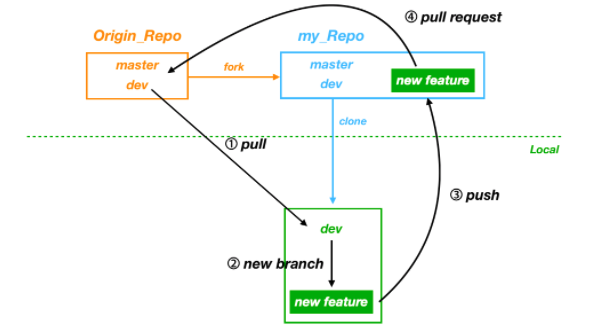 ④ pull request
Origin_Repo
my_Repo
master
dev
fork
master
dev
new feature
clone
① pull
Local
③ push
dev
② new branch
new feature